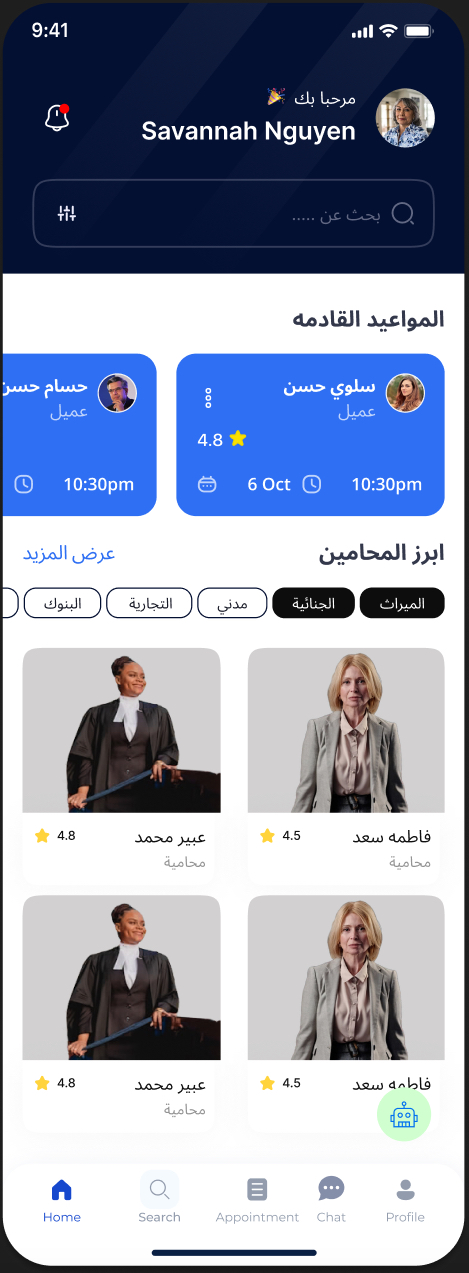 9:41
مرحبا بك 🎉
Savannah Nguyen
بحث عن .....
المواعيد القادمه
سلوي حسن
عميل
4.8
10:30pm
6 Oct
حسام حسن
عميل
10:30pm
ابرز المحامين
عرض المزيد
الميراث
الجنائية
مدني
التجارية
البنوك
فاطمه سعد
4.5
محامية
عبير محمد
4.8
محامية
فاطمه سعد
4.5
عبير محمد
4.8
محامية
Home
Search
Appointment
Chat
Profile